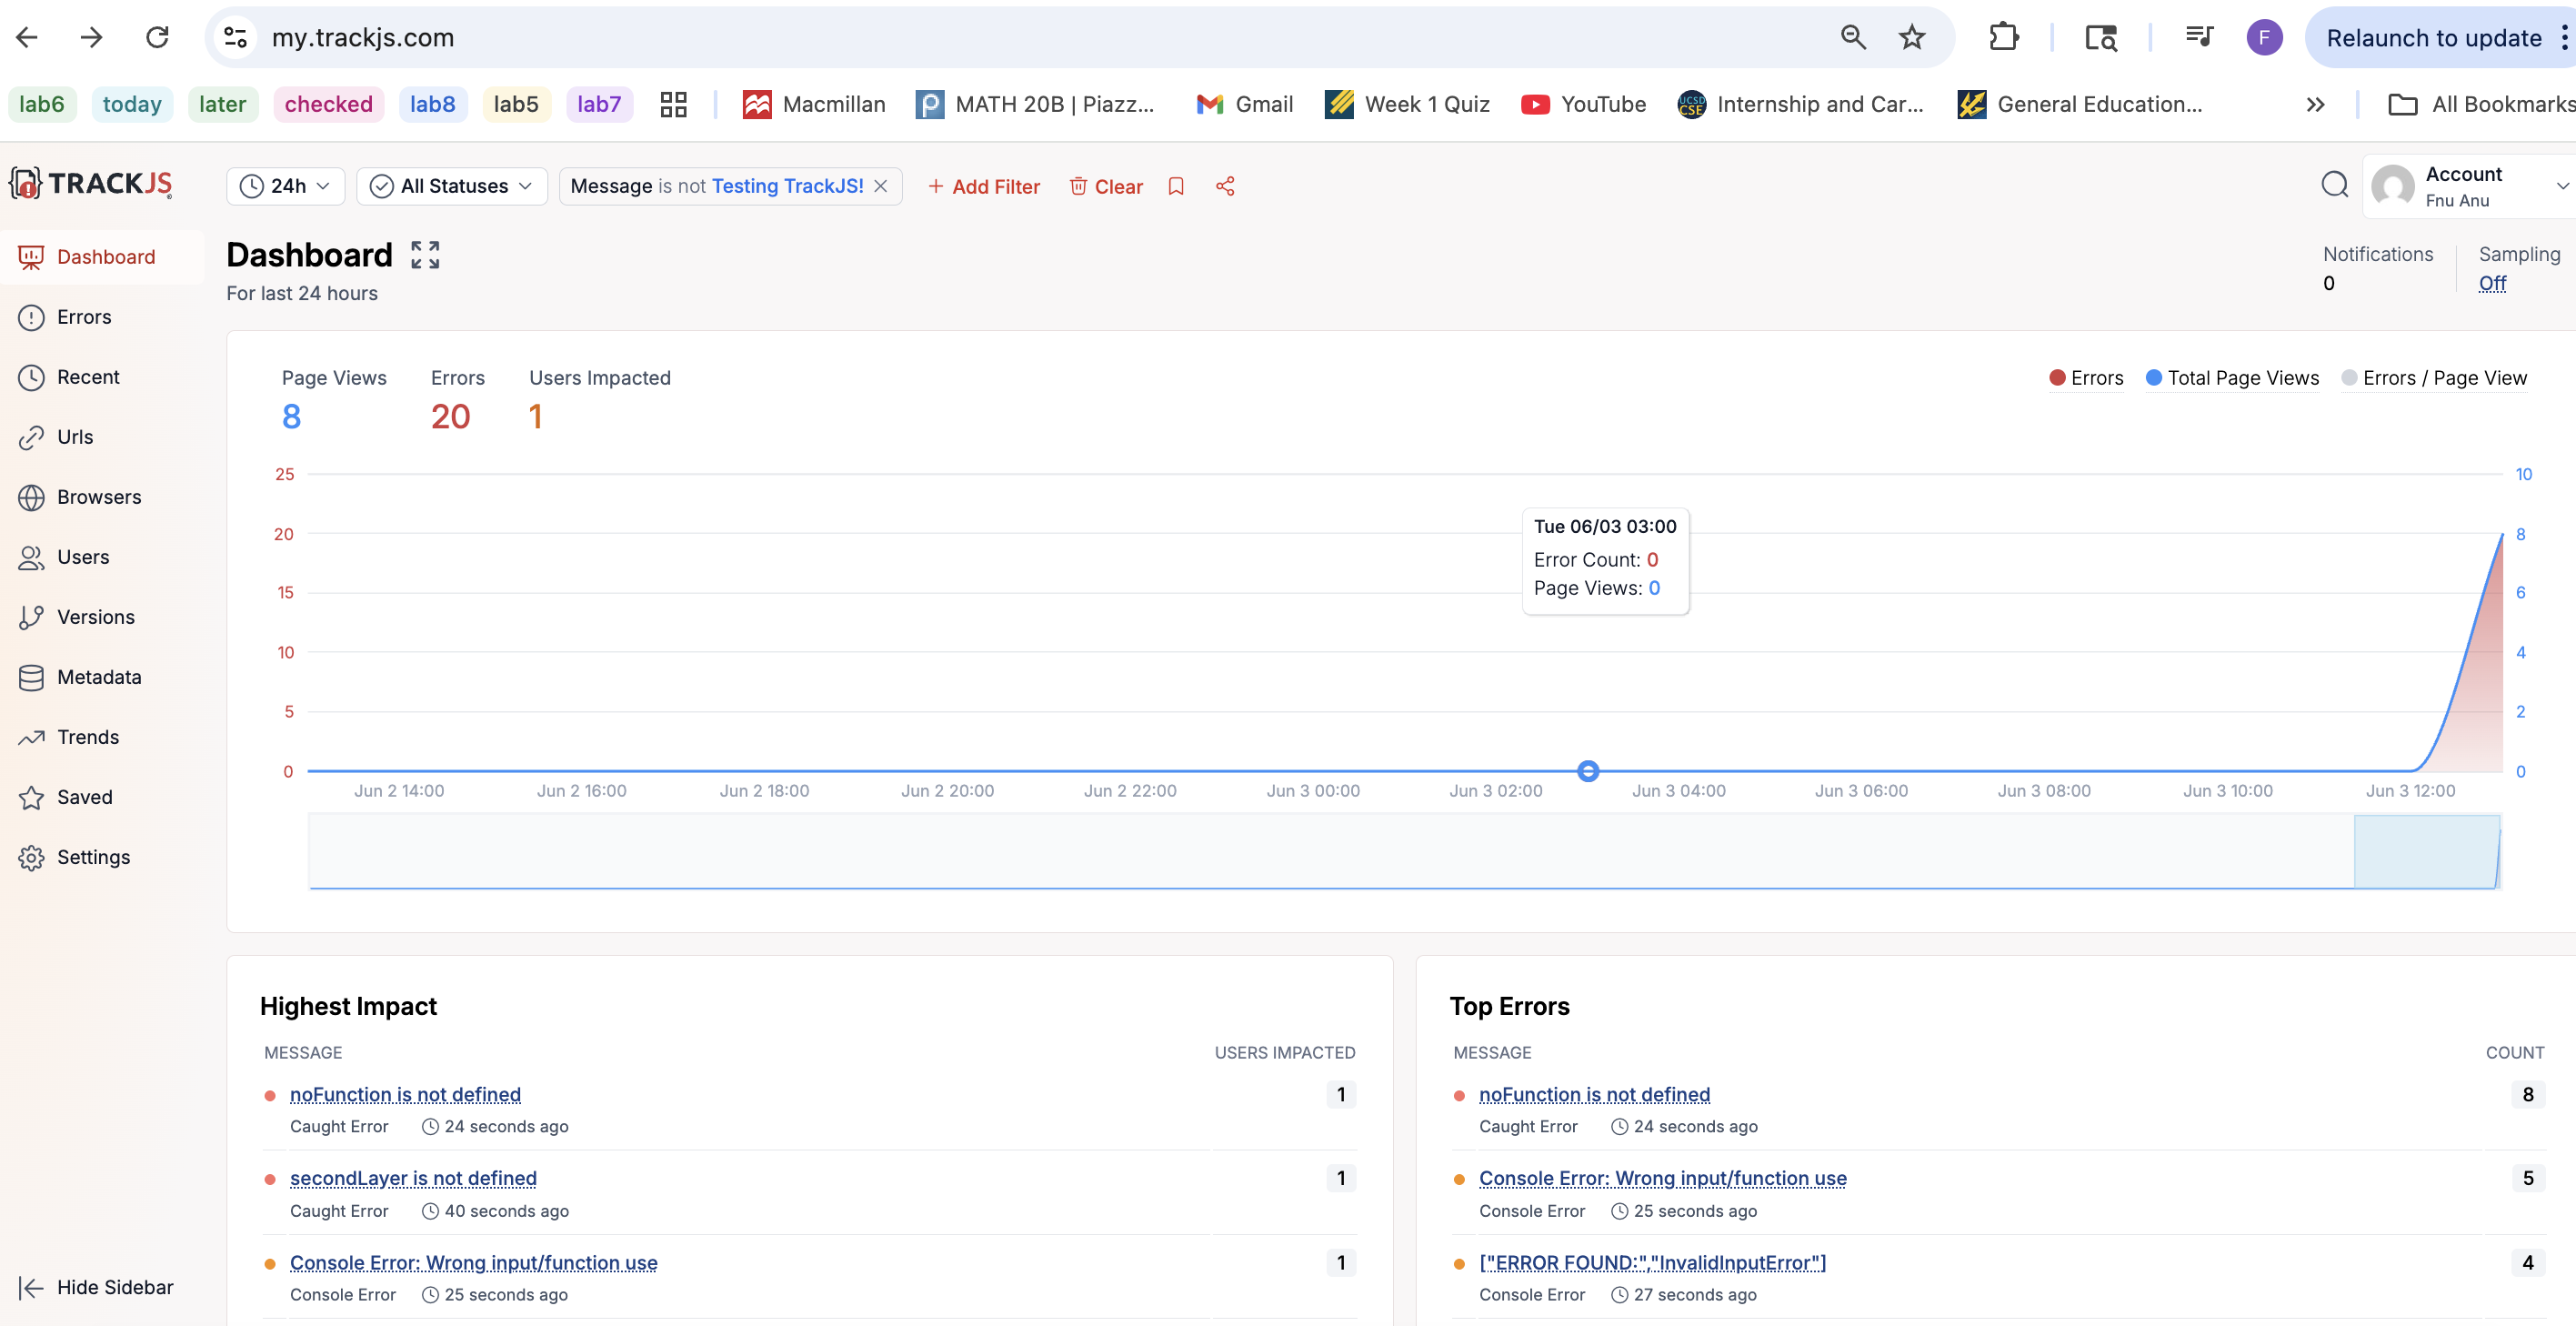 my.trackjs.com
Relaunch to update
lab6 today later checked lab8 lab5 lab7 Macmillan MATH 20B | Piazz... Gmail Week 1 Quiz YouTube UCSD CSE Internship and Car... General Education... All Bookmarks
TRACKJS
24h All Statuses Message is not Testing TrackJS! Add Filter Clear
Account
Fnu Anu
F
Dashboard
Errors
Recent
Urls
Browsers
Users
Versions
Metadata
Trends
Saved
Settings
Hide Sidebar
Dashboard
For last 24 hours
Notifications
0
Sampling
Off
Page Views Errors Users Impacted
8 20 1
Errors Total Page Views Errors / Page View
25 10
20 8
15 6
10 4
5 2
0 0
Tue 06/03 03:00
Error Count: 0
Page Views: 0
Jun 2 14:00 Jun 2 16:00 Jun 2 18:00 Jun 2 20:00 Jun 2 22:00 Jun 3 00:00 Jun 3 02:00 Jun 3 04:00 Jun 3 06:00 Jun 3 08:00 Jun 3 10:00 Jun 3 12:00
Highest Impact
MESSAGE USERS IMPACTED
noFunction is not defined 1
Caught Error 24 seconds ago
secondLayer is not defined 1
Caught Error 40 seconds ago
Console Error: Wrong input/function use 1
Console Error 25 seconds ago
Top Errors
MESSAGE COUNT
noFunction is not defined 8
Caught Error 24 seconds ago
Console Error: Wrong input/function use 5
Console Error 25 seconds ago
["ERROR FOUND:","InvalidInputError"] 4
Console Error 27 seconds ago